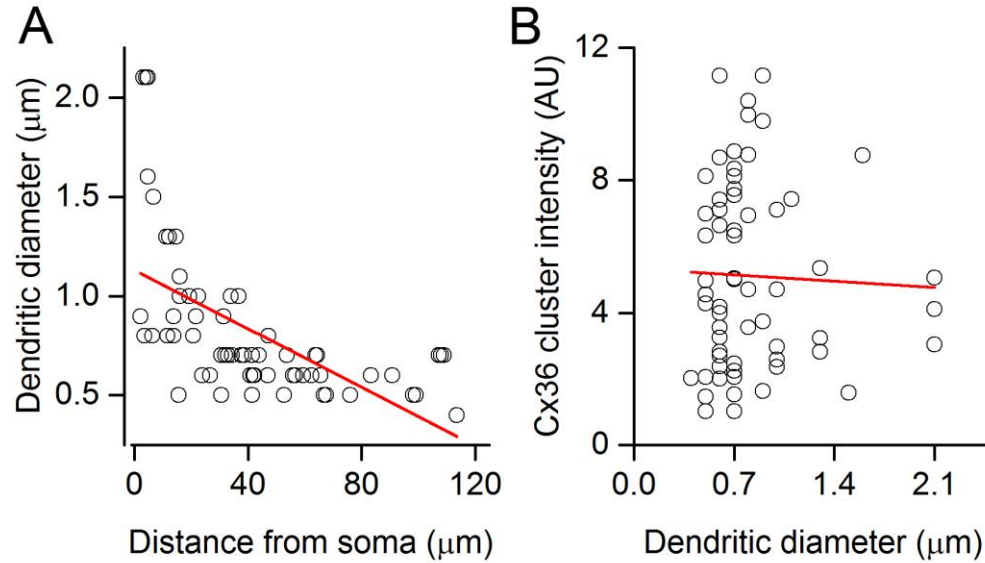 A
Dendritic diameter (μm)
2.0
1.5
1.0
0.5
0 40 80 120
Distance from soma (μm)
B
Cx36 cluster intensity (AU)
12
8
4
0
0.0 0.7 1.4 2.1
Dendritic diameter (μm)